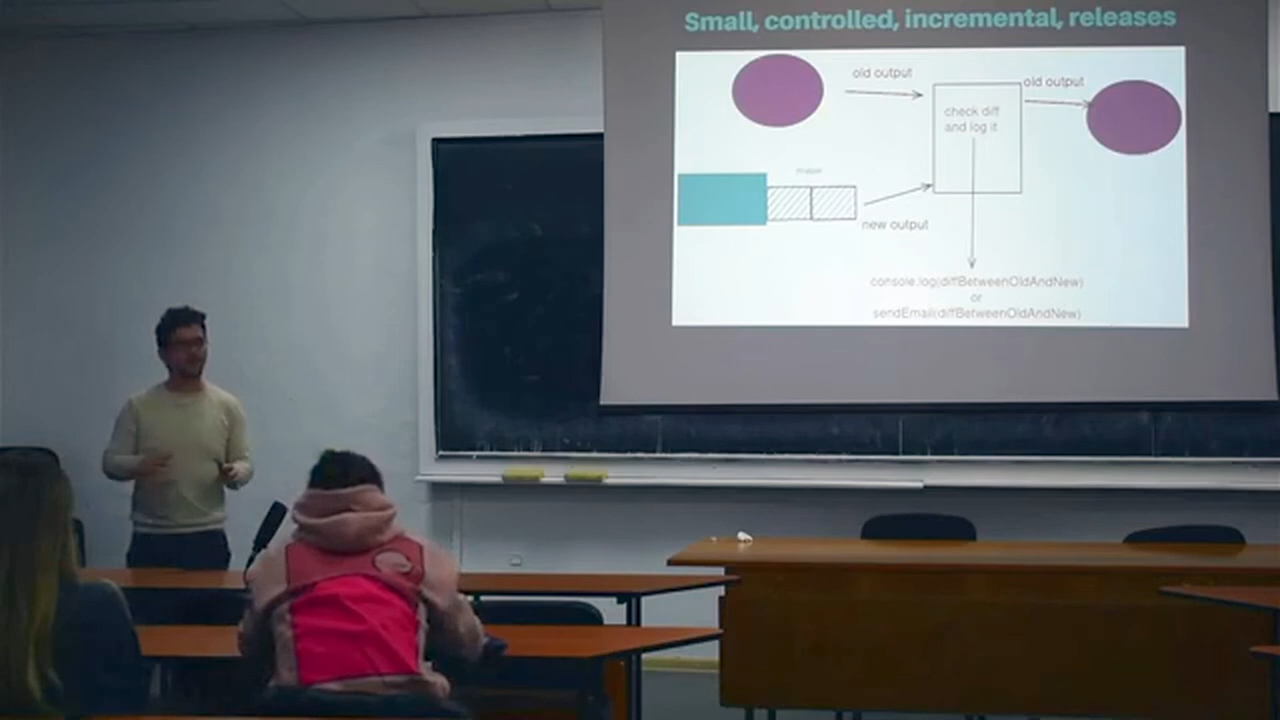 Small, controlled, incremental, releases
old output
old output
check diff
and log it
new output
console.log(diffBetweenOldAndNew)
or
sendEmail(diffBetweenOldAndNew)